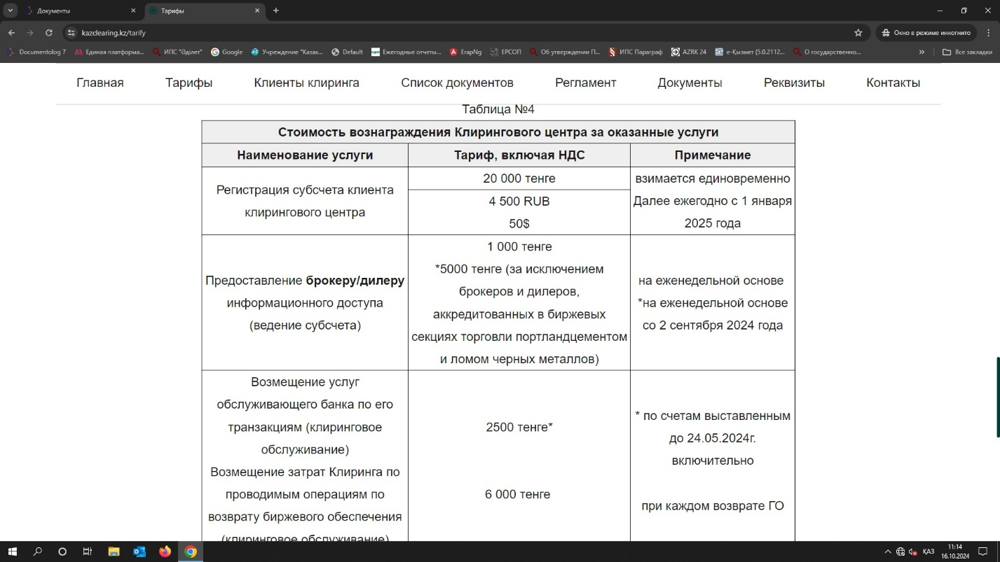 Документы
Тарифы
kazclearing.kz/tarify
Окно в режиме инкогнито
Documentolog 7
Единая платформа...
ИПС "Әділет"
Google
Учреждение "Казах...
Default
Ежегодные отчеты...
ErapNg
ЕРСОП
Об утверждении П...
ИПС Параграф
AZRK 24
е-Қызмет (5.0.2112...
О государственно...
»
Все закладки
Главная
Тарифы
Клиенты клиринга
Список документов
Регламент
Документы
Реквизиты
Контакты
Таблица №4
Стоимость вознаграждения Клирингового центра за оказанные услуги
Наименование услуги
Тариф, включая НДС
Примечание
Регистрация субсчета клиента
клирингового центра
20 000 тенге
4 500 RUB
50$
взимается единовременно
Далее ежегодно с 1 января
2025 года
Предоставление брокеру/дилеру
информационного доступа
(ведение субсчета)
1 000 тенге
*5000 тенге (за исключением
брокеров и дилеров,
аккредитованных в биржевых
секциях торговли портландцементом
и ломом черных металлов)
на еженедельной основе
*на еженедельной основе
со 2 сентября 2024 года
Возмещение услуг
обслуживающего банка по его
транзакциям (клиринговое
обслуживание)
Возмещение затрат Клиринга по
проводимым операциям по
возврату биржевого обеспечения
(клиринговое обслуживание)
2500 тенге*
6 000 тенге
* по счетам выставленным
до 24.05.2024г.
включительно
при каждом возврате ГО
ҚАЗ
11:14
16.10.2024